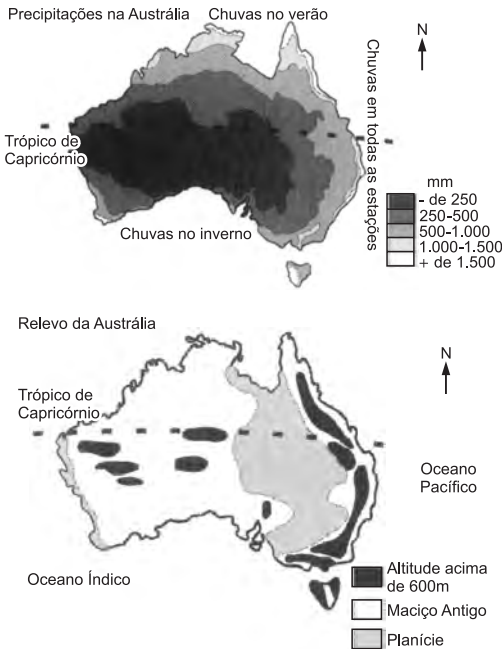 Precipitações na Austrália
Chuvas no verão
N
Chuvas em todas as estações
Trópico de
Capricórnio
Chuvas no inverno
mm
- de 250
250-500
500-1.000
1.000-1.500
+ de 1.500
Relevo da Austrália
N
Trópico de
Capricórnio
Oceano
Pacífico
Oceano Índico
Altitude acima
de 600m
Maciço Antigo
Planície